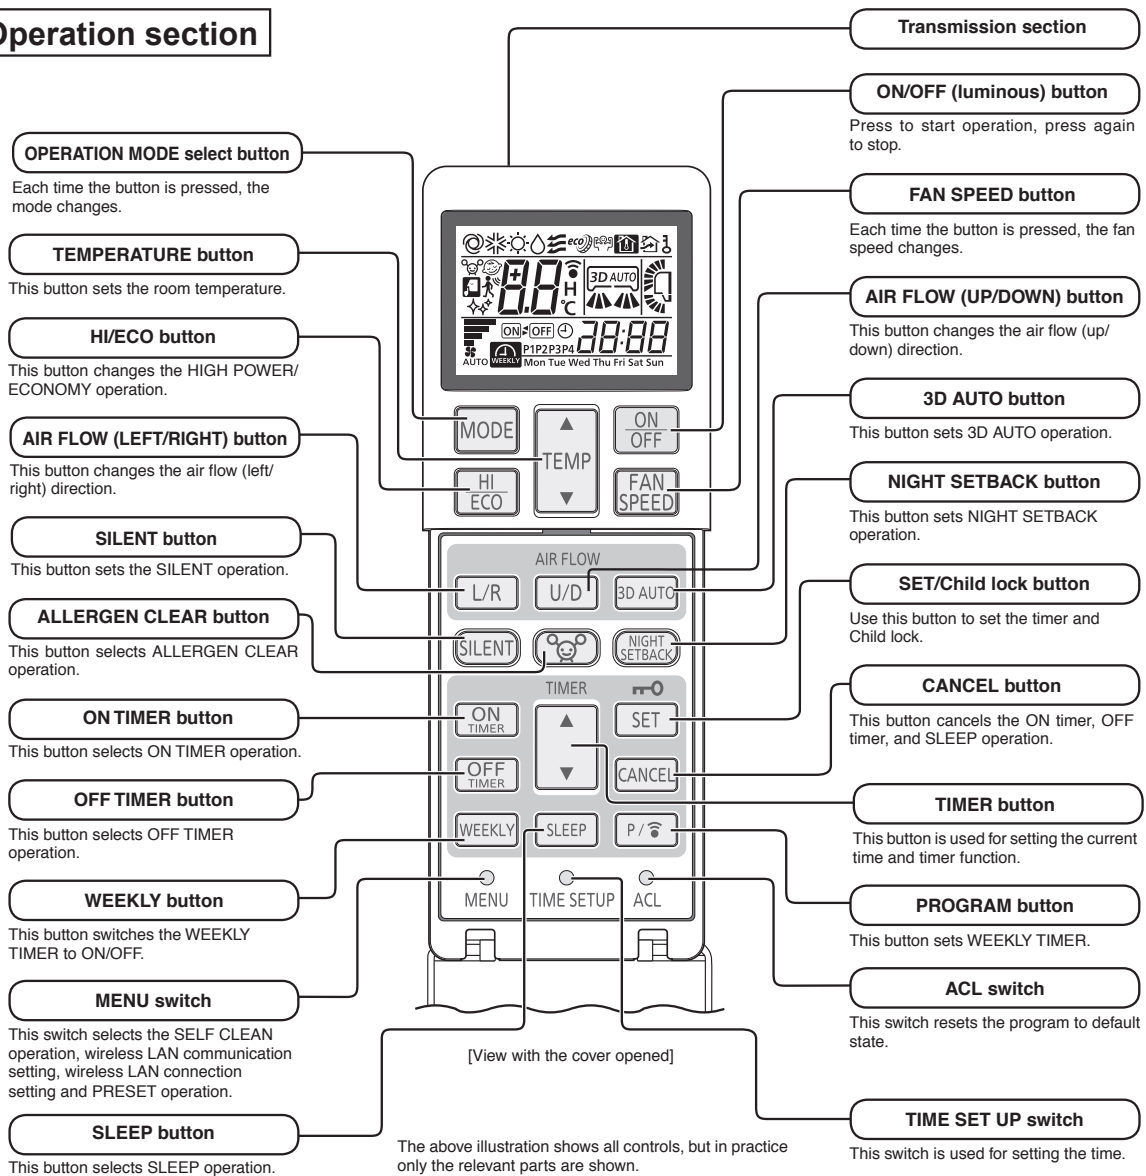 Operation section
Transmission section
ON/OFF (luminous) button
Press to start operation, press again
to stop.
OPERATION MODE select button
Each time the button is pressed, the
mode changes.
FAN SPEED button
Each time the button is pressed, the fan
speed changes.
TEMPERATURE button
This button sets the room temperature.
AIR FLOW (UP/DOWN) button
This button changes the air flow (up/
down) direction.
HI/ECO button
This button changes the HIGH POWER/
ECONOMY operation.
3D AUTO button
This button sets 3D AUTO operation.
AIR FLOW (LEFT/RIGHT) button
This button changes the air flow (left/
right) direction.
NIGHT SETBACK button
This button sets NIGHT SETBACK
operation.
SILENT button
This button sets the SILENT operation.
SET/Child lock button
Use this button to set the timer and
Child lock.
ALLERGEN CLEAR button
This button selects ALLERGEN CLEAR
operation.
CANCEL button
This button cancels the ON timer, OFF
timer, and SLEEP operation.
ON TIMER button
This button selects ON TIMER operation.
OFF TIMER button
This button selects OFF TIMER
operation.
TIMER button
This button is used for setting the current
time and timer function.
WEEKLY button
This button switches the WEEKLY
TIMER to ON/OFF.
PROGRAM button
This button sets WEEKLY TIMER.
MENU switch
This switch selects the SELF CLEAN
operation, wireless LAN communication
setting, wireless LAN connection
setting and PRESET operation.
ACL switch
This switch resets the program to default
state.
SLEEP button
This button selects SLEEP operation.
TIME SET UP switch
This switch is used for setting the time.
eco
8.8
H
°C
3D AUTO
ON OFF
AUTO WEEKLY P1P2P3P4 28:88
Mon Tue Wed Thu Fri Sat Sun
MODE
TEMP
ON
OFF
HI
ECO
FAN
SPEED
AIR FLOW
L/R U/D 3D AUTO
SILENT
NIGHT
SETBACK
TIMER
ON
TIMER
SET
OFF
TIMER
CANCEL
WEEKLY SLEEP P/
MENU TIME SETUP ACL
[View with the cover opened]
The above illustration shows all controls, but in practice
only the relevant parts are shown.